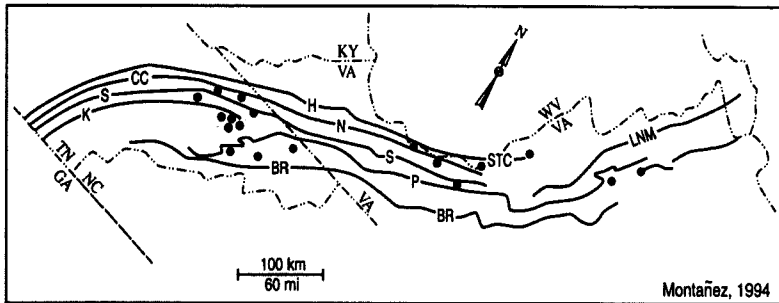 N
KY
VA
CC
S
K
H
N
WV
VA
STC
LNM
S
P
BR
BR
TN
NC
GA
VA
100 km
60 mi
Montañez, 1994